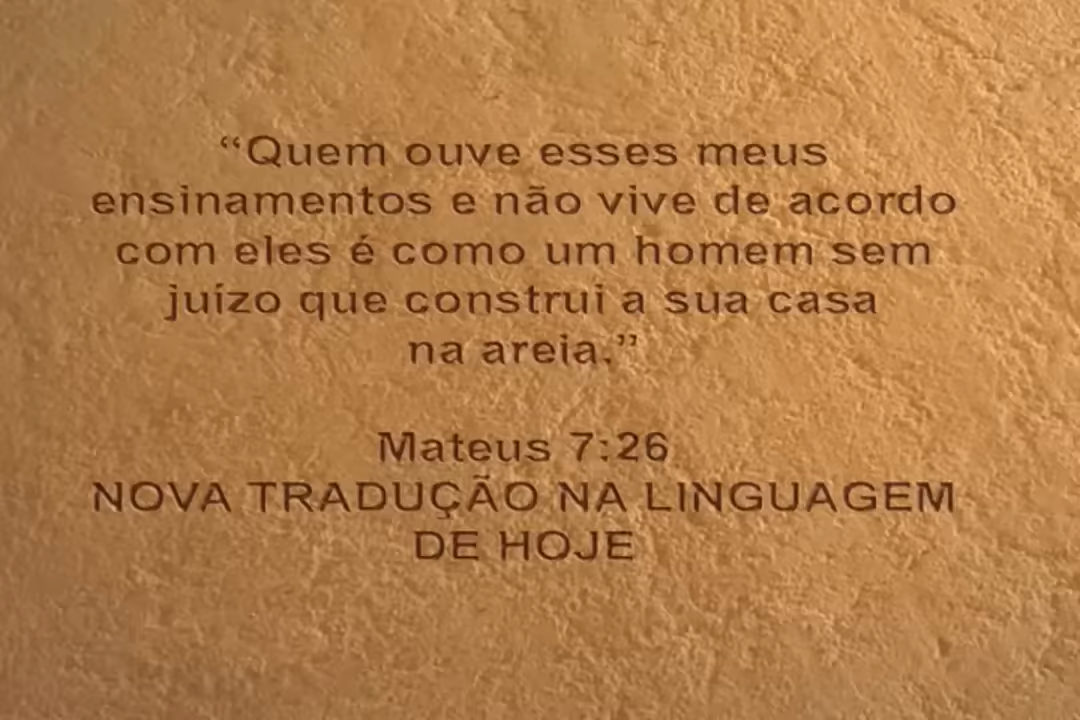 “Quem ouve esses meus
ensinamentos e não vive de acordo
com eles é como um homem sem
juízo que construi a sua casa
na areia.”
Mateus 7:26
NOVA TRADUÇÃO NA LINGUAGEM
DE HOJE